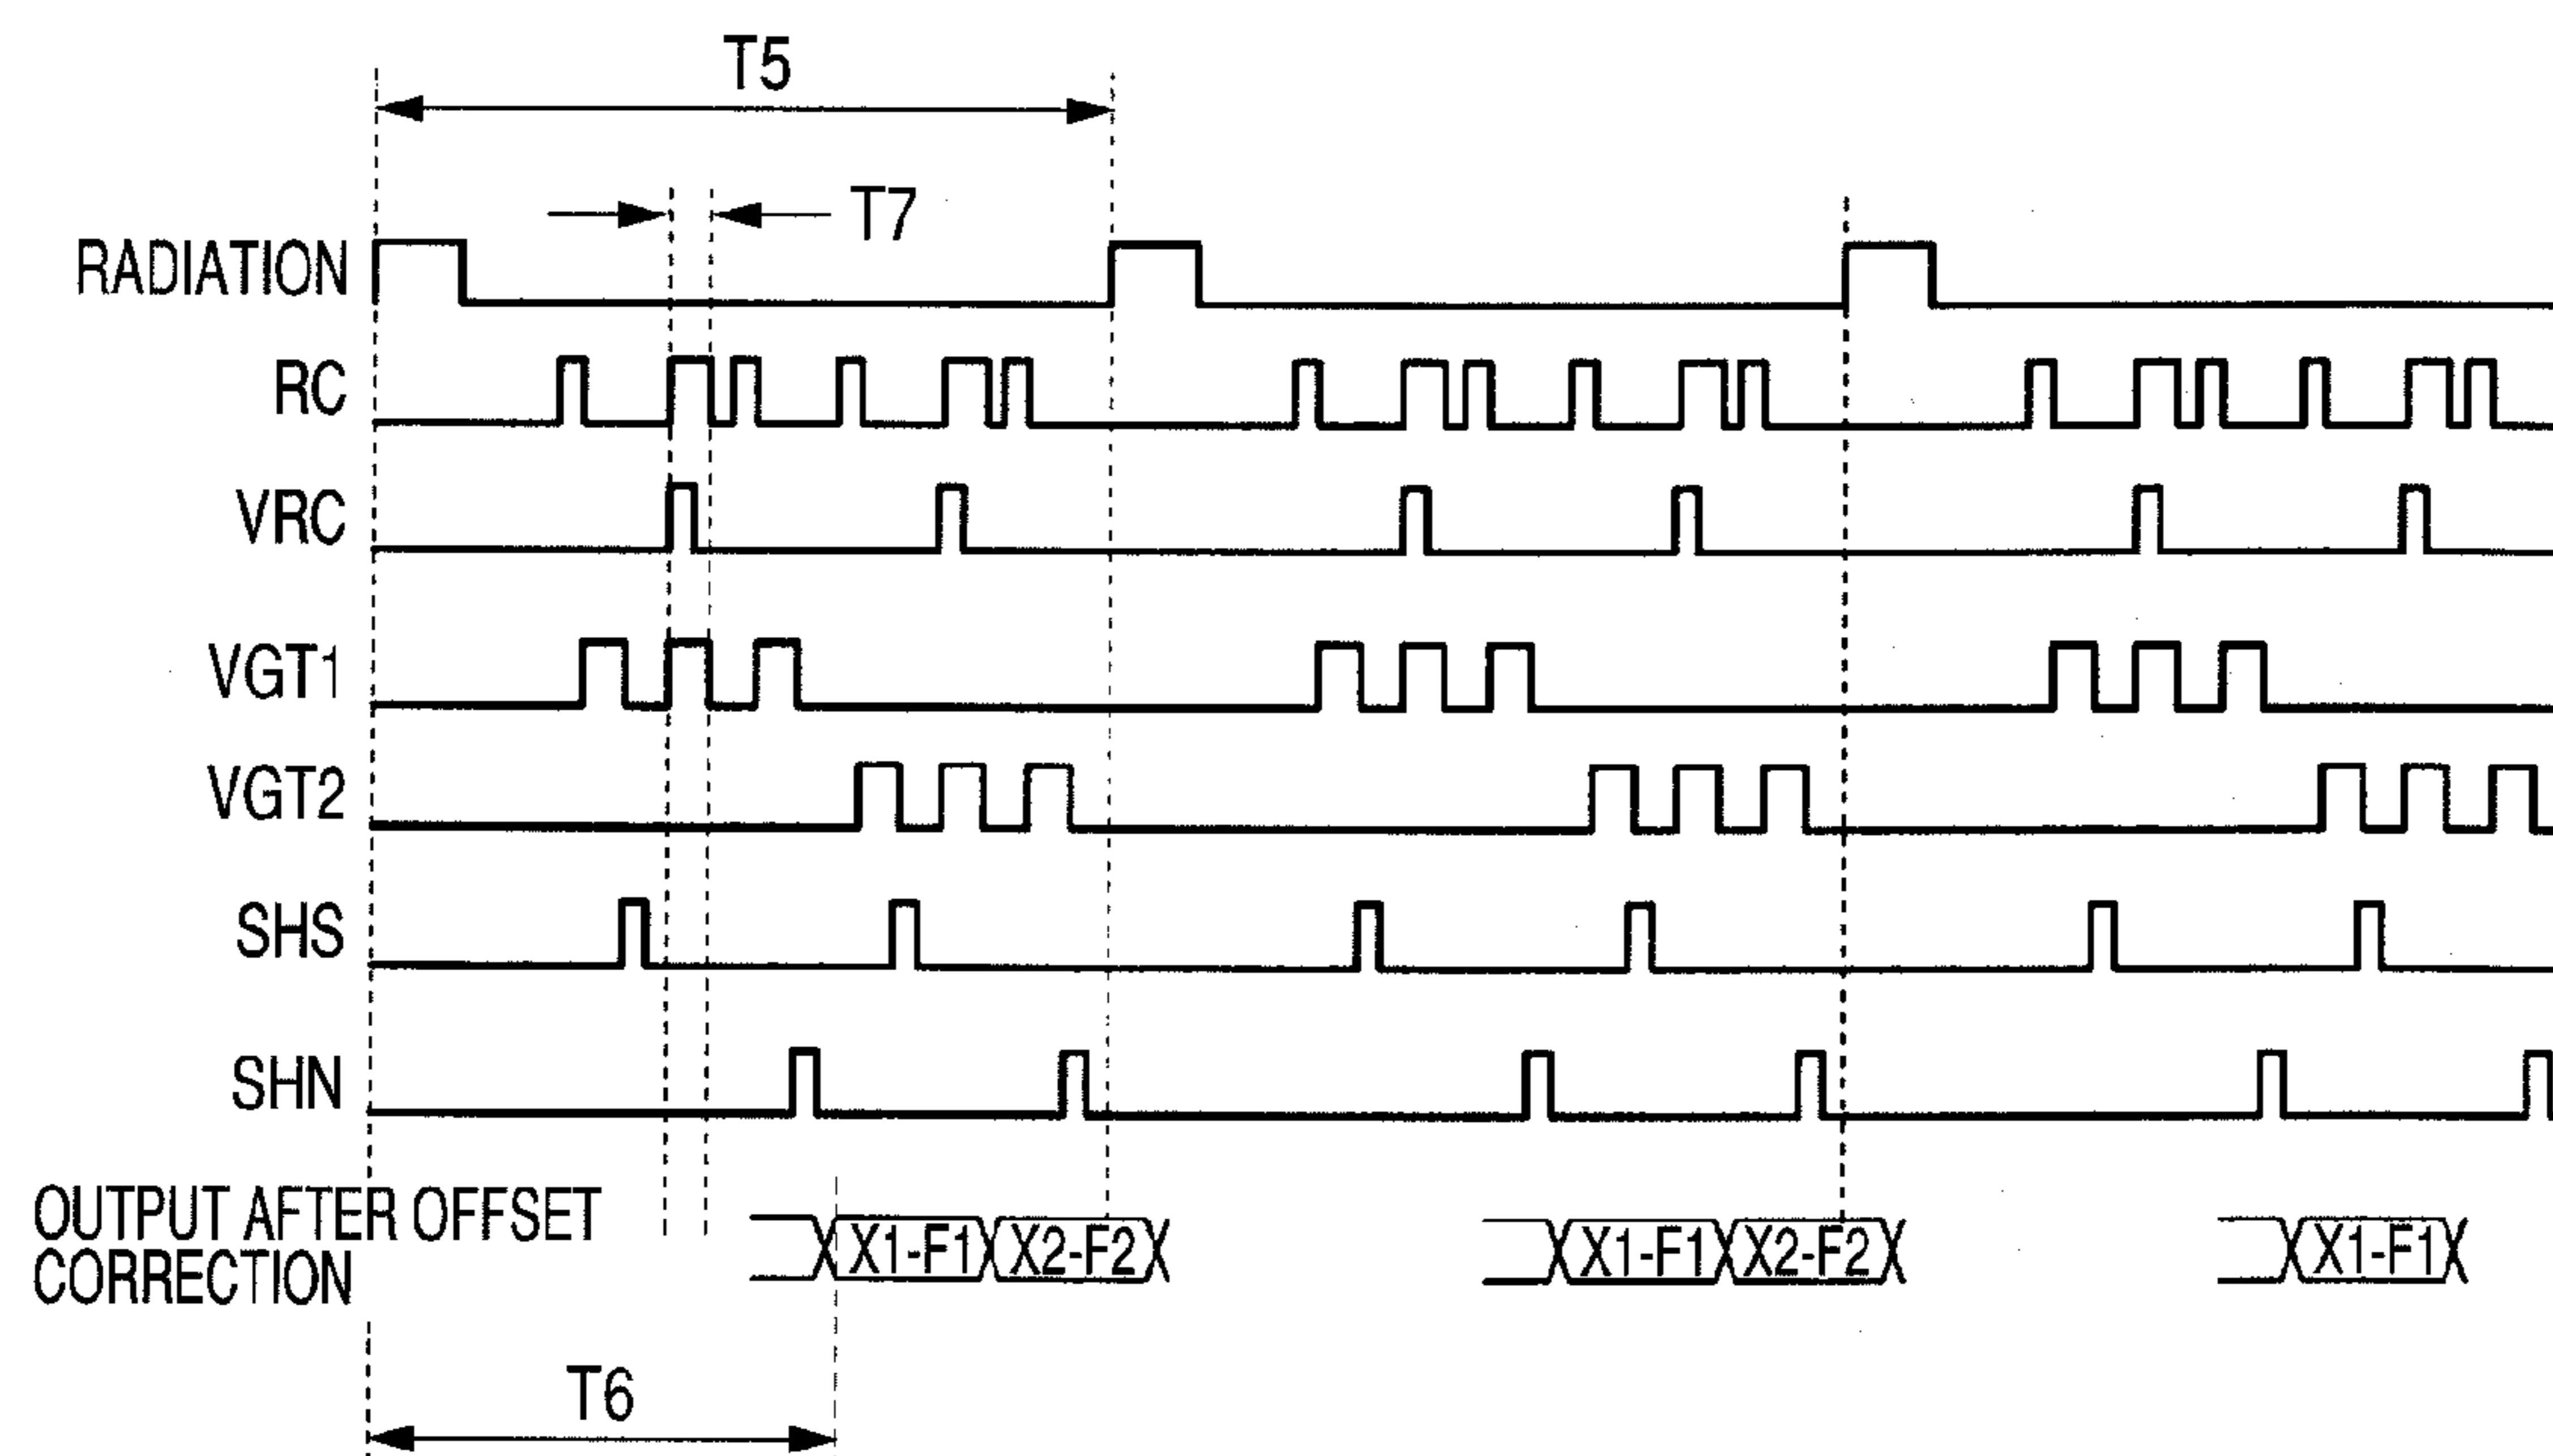 T5
T7
RADIATION
RC
VRC
VGT1
VGT2
SHS
SHN
OUTPUT AFTER OFFSET
CORRECTION
X1-F1 X2-F2 X1-F1 X2-F2 X1-F1
T6